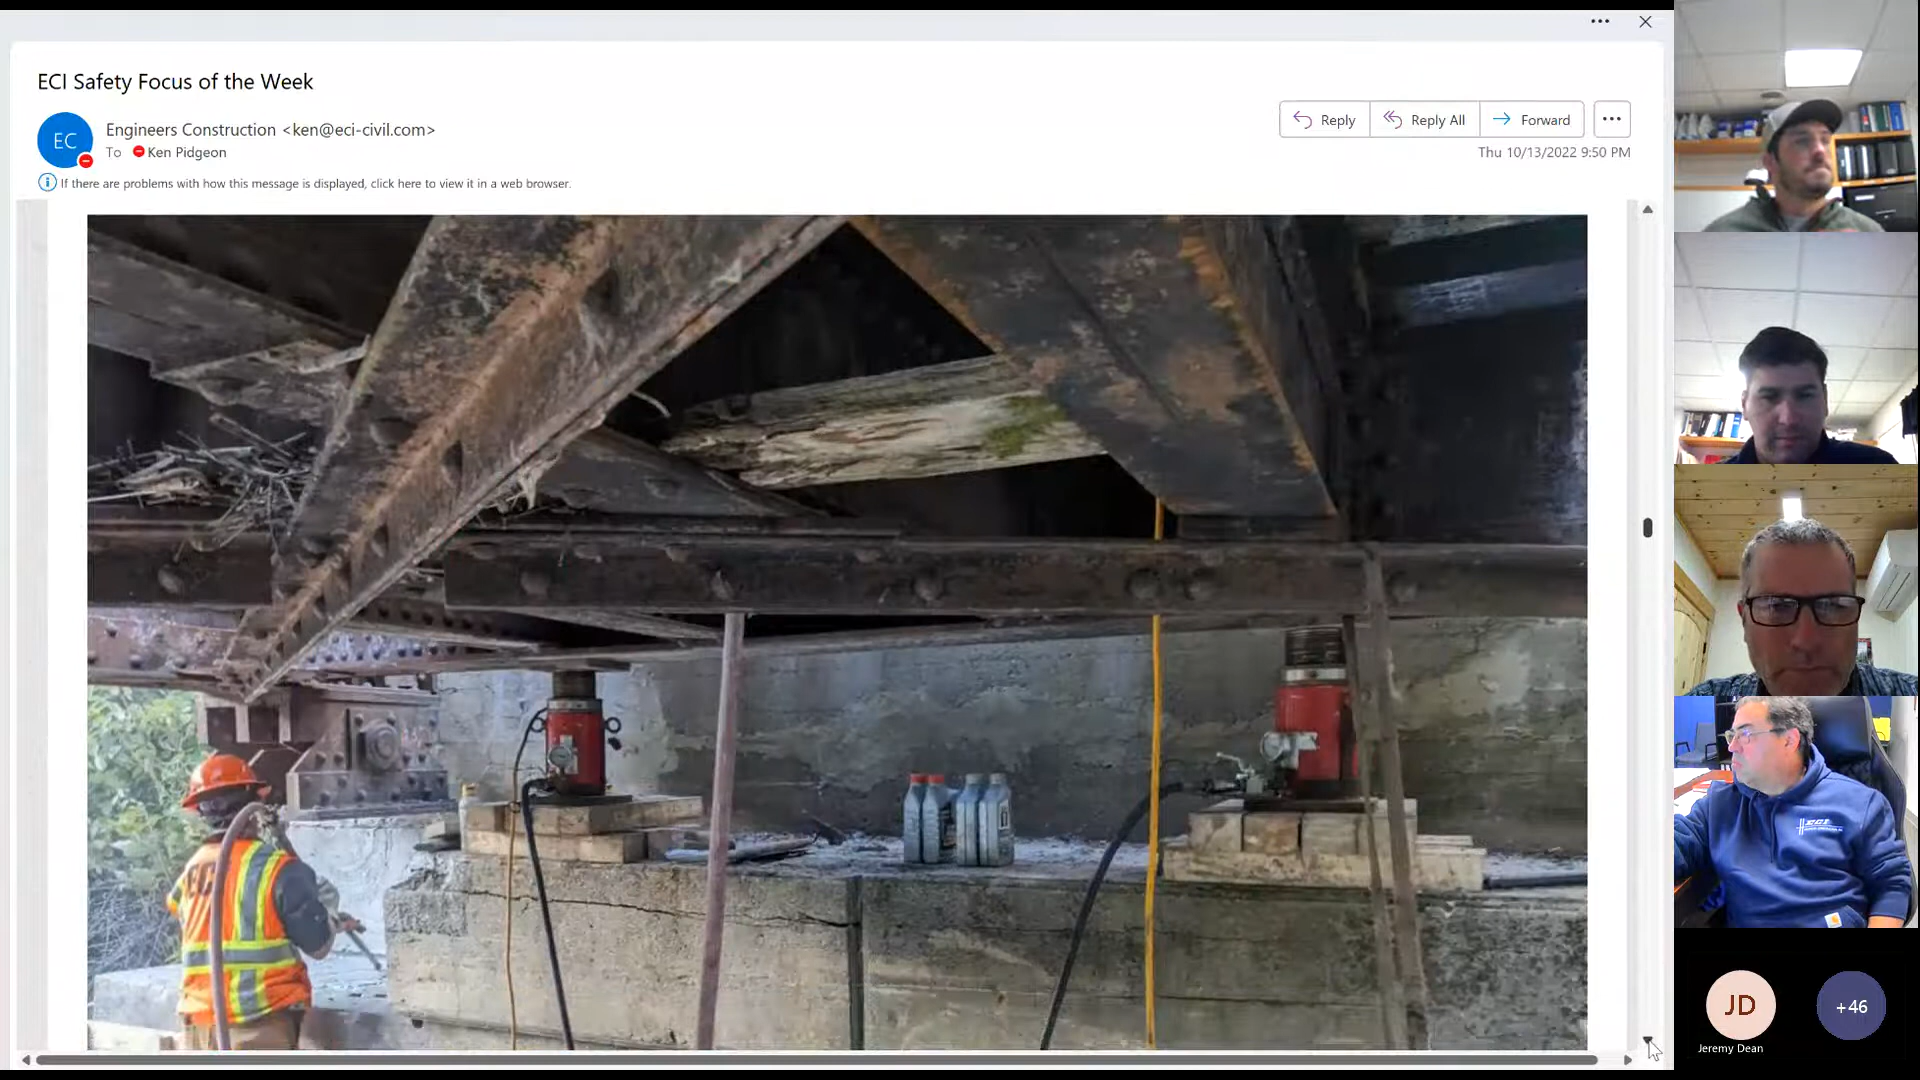 ECI Safety Focus of the Week
EC
Engineers Construction <ken@eci-civil.com>
To Ken Pidgeon
If there are problems with how this message is displayed, click here to view it in a web browser.
Reply
Reply All
Forward
Thu 10/13/2022 9:50 PM
ECI
ECI
JD
Jeremy Dean
+46